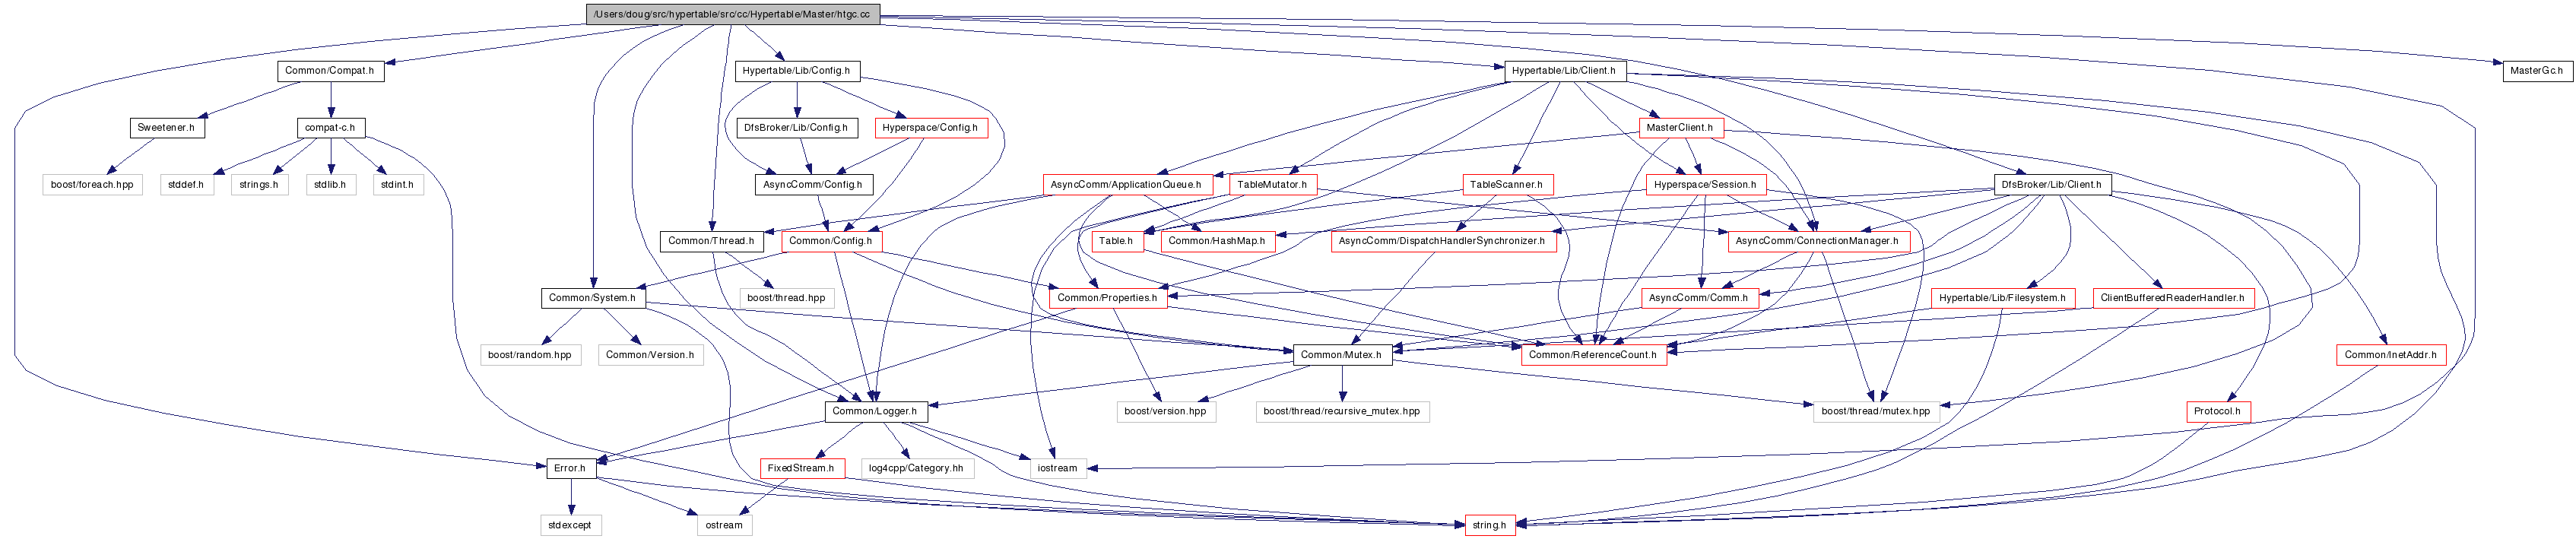 /Users/doug/src/hypertable/src/cc/Hypertable/Master/htgc.cc
Common/Compat.h
Hypertable/Lib/Config.h
Hypertable/Lib/Client.h
MasterGc.h
Sweetener.h
compat-c.h
DfsBroker/Lib/Config.h
Hyperspace/Config.h
MasterClient.h
boost/foreach.hpp
stddef.h
strings.h
stdlib.h
stdint.h
AsyncComm/Config.h
AsyncComm/ApplicationQueue.h
TableMutator.h
TableScanner.h
Hyperspace/Session.h
DfsBroker/Lib/Client.h
Common/Thread.h
Common/Config.h
Table.h
Common/HashMap.h
AsyncComm/DispatchHandlerSynchronizer.h
AsyncComm/ConnectionManager.h
Common/System.h
boost/thread.hpp
Common/Properties.h
AsyncComm/Comm.h
Hypertable/Lib/Filesystem.h
ClientBufferedReaderHandler.h
boost/random.hpp
Common/Version.h
Common/Mutex.h
Common/ReferenceCount.h
Common/InetAddr.h
Common/Logger.h
boost/version.hpp
boost/thread/recursive_mutex.hpp
boost/thread/mutex.hpp
Protocol.h
Error.h
FixedStream.h
log4cpp/Category.hh
iostream
stdexcept
ostream
string.h